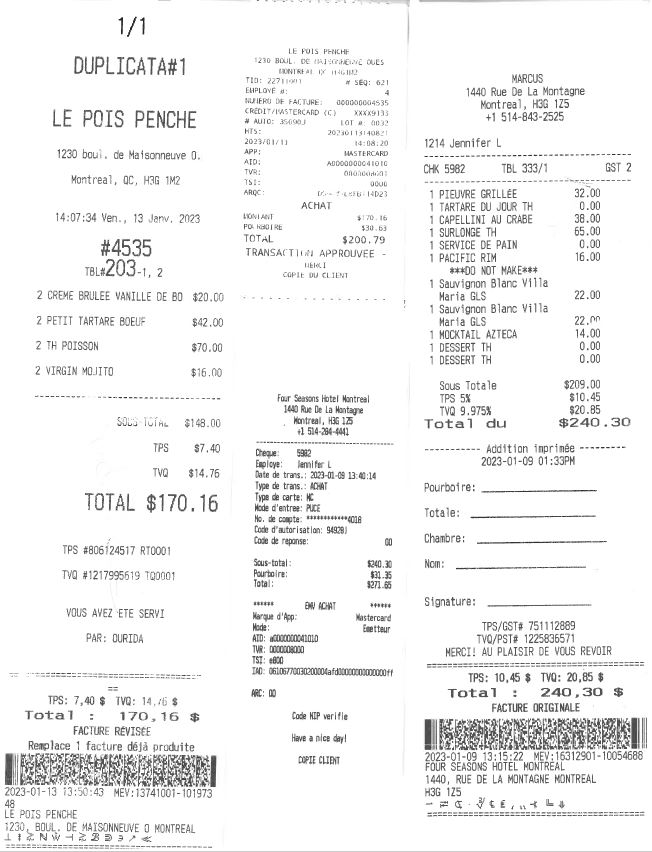 1/1
DUPLICATA#1
LE POIS PENCHE
1230 boul. de Maisonneuve O.
Montreal, QC, H3G 1M2
14:07:34 Ven., 13 Janv. 2023
#4535
TBL#203-1, 2
2 CREME BRULEE VANILLE DE BO $20.00
2 PETIT TARTARE BOEUF $42.00
2 TH POISSON $70.00
2 VIRGIN MOJITO $16.00
SOUS-TOTAL $148.00
TPS $7.40
TVQ $14.76
TOTAL $170.16
TPS #806124517 RT0001
TVQ #1217995619 TQ0001
VOUS AVEZ ETE SERVI
PAR: OURIDA
==
TPS: 7,40 $ TVQ: 14,76 $
Total : 170,16 $
FACTURE RÉVISÉE
Remplace 1 facture déjà produite
2023-01-13 13:50:43 MEV:13741001-101973
48
LE POIS PENCHE
1230, BOUL. DE MAISONNEUVE O MONTREAL
LE POIS PENCHE
1230 BOUL. DE MAISONNEUVE OUES
MONTREAL QC H3G1M2
TID: # SEQ: 621
EMPLOYÉ #: 4
NUMERO DE FACTURE: 000000004535
CREDIT/MASTERCARD (C) XXXX9133
# AUTO: LOT #: 0032
HTS: 20230113140821
2023/01/13 14:08:20
APP: MASTERCARD
AID: A0000000041010
TVR: 0000008001
TSI: 0000
ARQC:
ACHAT
MONTANT $170.16
POURBOIRE $30.63
TOTAL $200.79
TRANSACTION APPROUVEE -
MERCI
COPIE DU CLIENT
Four Seasons Hotel Montreal
1440 Rue De La Montagne
Montreal, H3G 1Z5
+1 514-284-4441
Cheque: 5982
Employe: Jennifer L
Date de trans.: 2023-01-09 13:40:14
Type de trans.: ACHAT
Type de carte: MC
Mode d'entree: PUCE
No. de compte: ************4018
Code d'autorisation: 94928J
Code de reponse: 00
Sous-total: $240.30
Pourboire: $31.35
Total: $271.65
****** EMV ACHAT ******
Marque d'App: Mastercard
Mode: Emetteur
AID: a0000000041010
TVR: 0000008000
TSI: e800
IAD: 0610A770030200004afd00000000000000ff
ARC: 00
Code NIP verifie
Have a nice day!
COPIE CLIENT
MARCUS
1440 Rue De La Montagne
Montreal, H3G 1Z5
+1 514-843-2525
1214 Jennifer L
CHK 5982 TBL 333/1 GST 2
1 PIEUVRE GRILLÉE 32.00
1 TARTARE DU JOUR TH 0.00
1 CAPELLINI AU CRABE 38.00
1 SURLONGE TH 65.00
1 SERVICE DE PAIN 0.00
1 PACIFIC RIM 16.00
***DO NOT MAKE***
1 Sauvignon Blanc Villa
Maria GLS 22.00
1 Sauvignon Blanc Villa
Maria GLS 22.00
1 MOCKTAIL AZTECA 14.00
1 DESSERT TH 0.00
1 DESSERT TH 0.00
Sous Totale $209.00
TPS 5% $10.45
TVQ 9.975% $20.85
Total du $240.30
---------- Addition imprimée ---------
2023-01-09 01:33PM
Pourboire:
Totale:
Chambre:
Nom:
Signature:
TPS/GST# 751112889
TVQ/PST# 1225836571
MERCI! AU PLAISIR DE VOUS REVOIR
TPS: 10,45 $ TVQ: 20,85 $
Total : 240,30 $
FACTURE ORIGINALE
2023-01-09 13:15:22 MEV:16312901-10054688
FOUR SEASONS HOTEL MONTREAL
1440, RUE DE LA MONTAGNE MONTREAL
H3G 1Z5